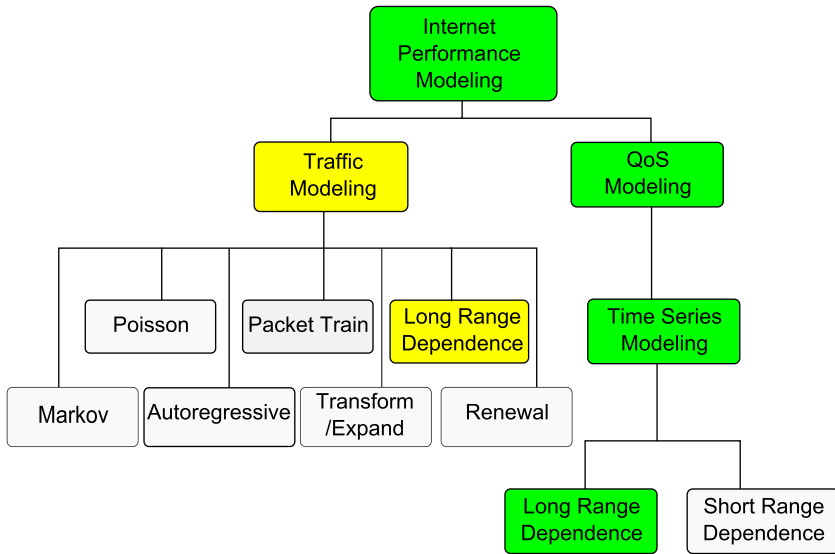 Internet
Performance
Modeling
Traffic
Modeling
QoS
Modeling
Poisson
Packet Train
Long Range
Dependence
Time Series
Modeling
Markov
Autoregressive
Transform
/Expand
Renewal
Long Range
Dependence
Short Range
Dependence